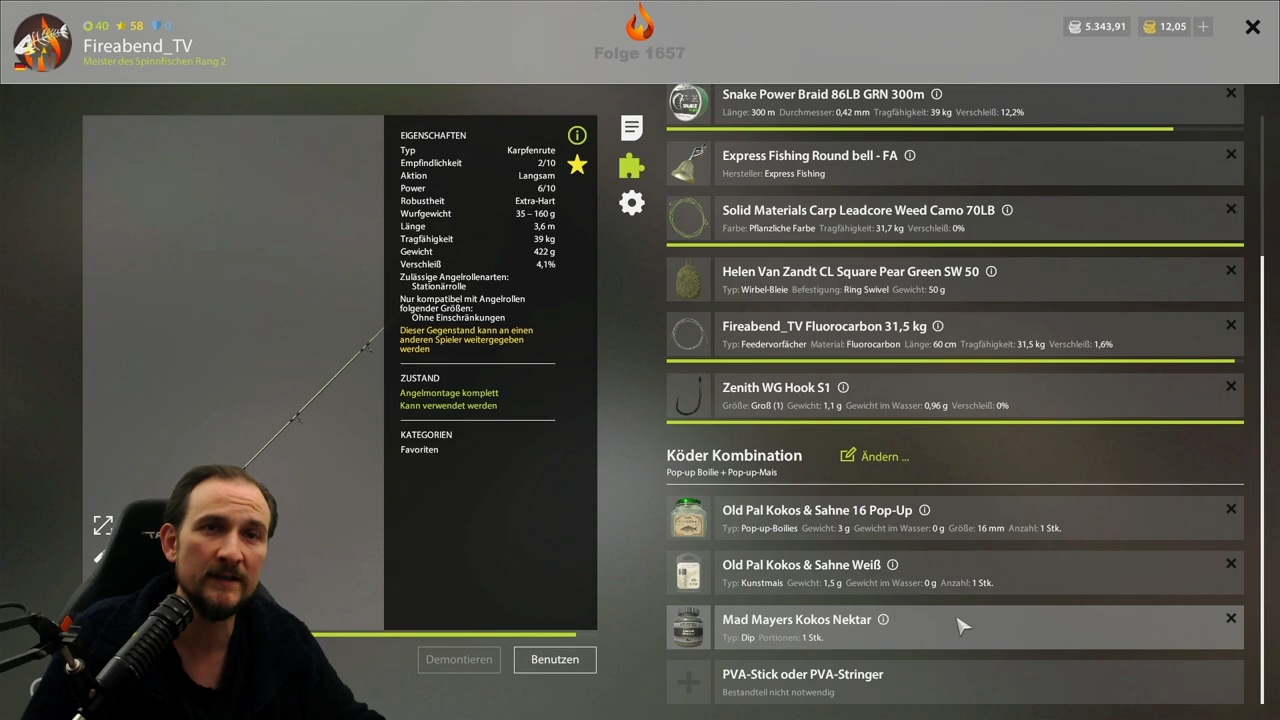 40 58 0
Fireabend_TV
Meister des Spinnfischen Rang 2
Folge 1657
5.343,91
12,05
EIGENSCHAFTEN
Typ Karpfenrute
Empfindlichkeit 2/10
Aktion Langsam
Power 6/10
Robustheit Extra-Hart
Wurfgewicht 35 – 160 g
Länge 3,6 m
Tragfähigkeit 39 kg
Gewicht 422 g
Verschleiß 4,1%
Zulässige Angelrollenarten:
Stationärrolle
Nur kompatibel mit Angelrollen
folgender Größen:
Ohne Einschränkungen
Dieser Gegenstand kann an einen
anderen Spieler weitergegeben
werden
ZUSTAND
Angelmontage komplett
Kann verwendet werden
KATEGORIEN
Favoriten
Demontieren
Benutzen
Snake Power Braid 86LB GRN 300m
Länge: 300 m Durchmesser: 0,42 mm Tragfähigkeit: 39 kg Verschleiß: 12,2%
Express Fishing Round bell - FA
Hersteller: Express Fishing
Solid Materials Carp Leadcore Weed Camo 70LB
Farbe: Pflanzliche Farbe Tragfähigkeit: 31,7 kg Verschleiß: 0%
Helen Van Zandt CL Square Pear Green SW 50
Typ: Wirbel-Bleie Befestigung: Ring Swivel Gewicht: 50 g
Fireabend_TV Fluorocarbon 31,5 kg
Typ: Feedervorfächer Material: Fluorocarbon Länge: 60 cm Tragfähigkeit: 31,5 kg Verschleiß: 1,6%
Zenith WG Hook S1
Größe: Groß (1) Gewicht: 1,1 g Gewicht im Wasser: 0,96 g Verschleiß: 0%
Köder Kombination
Ändern ...
Pop-up Boilie + Pop-up-Mais
Old Pal Kokos & Sahne 16 Pop-Up
Typ: Pop-up-Boilies Gewicht: 3 g Gewicht im Wasser: 0 g Größe: 16 mm Anzahl: 1 Stk.
Old Pal Kokos & Sahne Weiß
Typ: Kunstmais Gewicht: 1,5 g Gewicht im Wasser: 0 g Anzahl: 1 Stk.
Mad Mayers Kokos Nektar
Typ: Dip Portionen: 1 Stk.
PVA-Stick oder PVA-Stringer
Bestandteil nicht notwendig